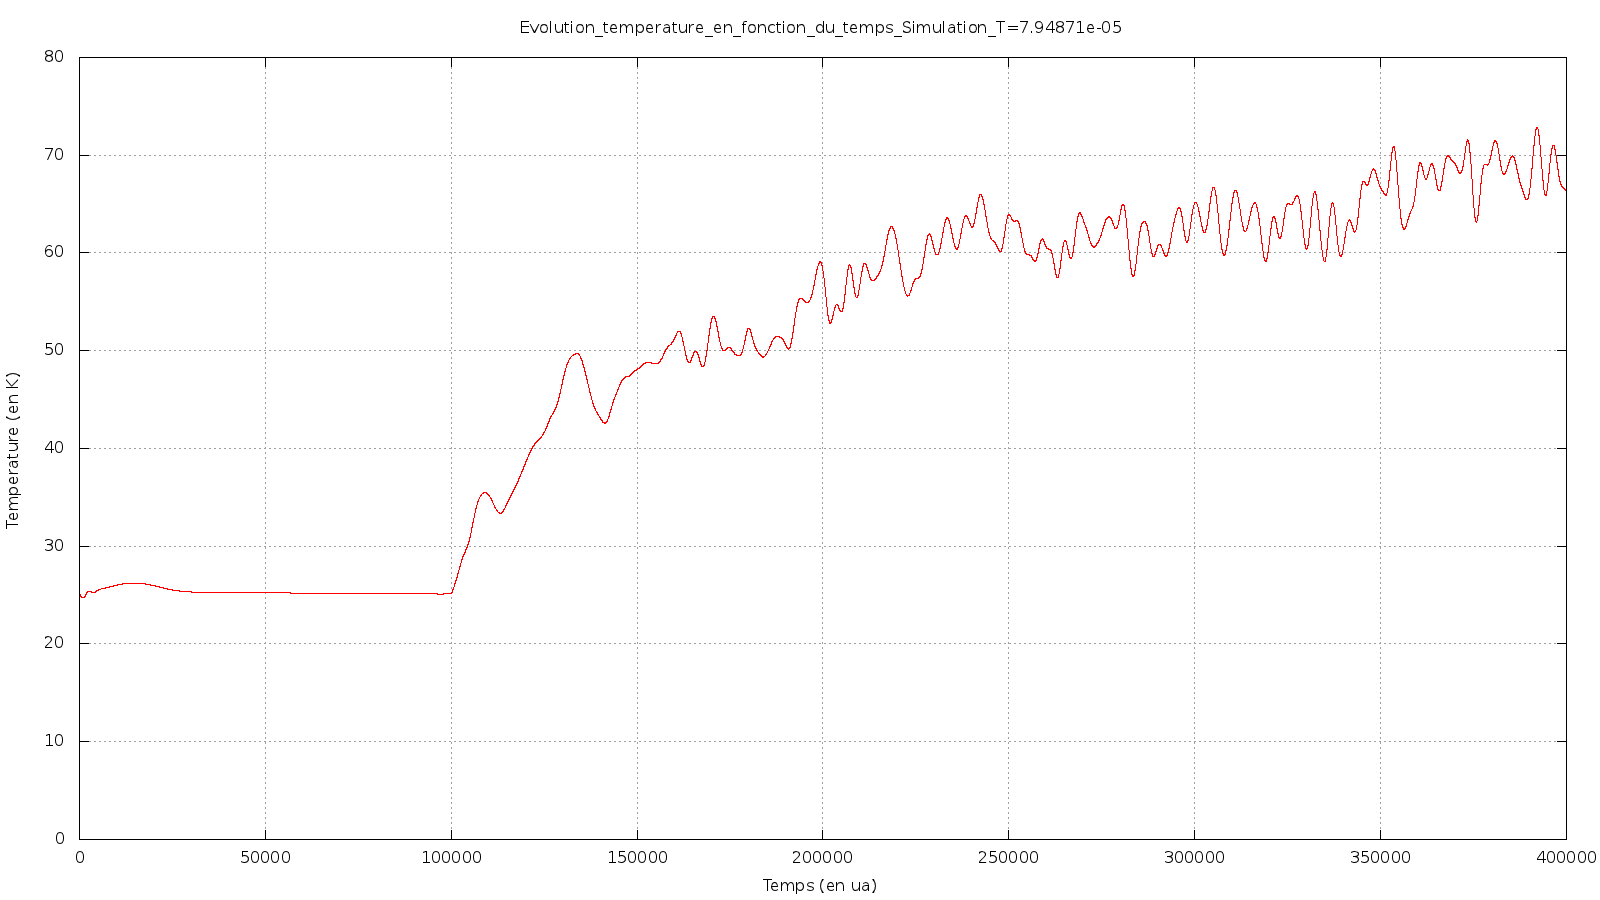 Evolution_temperature_en_fonction_du_temps_Simulation_T=7.94871e-05
80
70
60
50
40
30
20
10
0
Temperature (en K)
0 50000 100000 150000 200000 250000 300000 350000 400000
Temps (en ua)